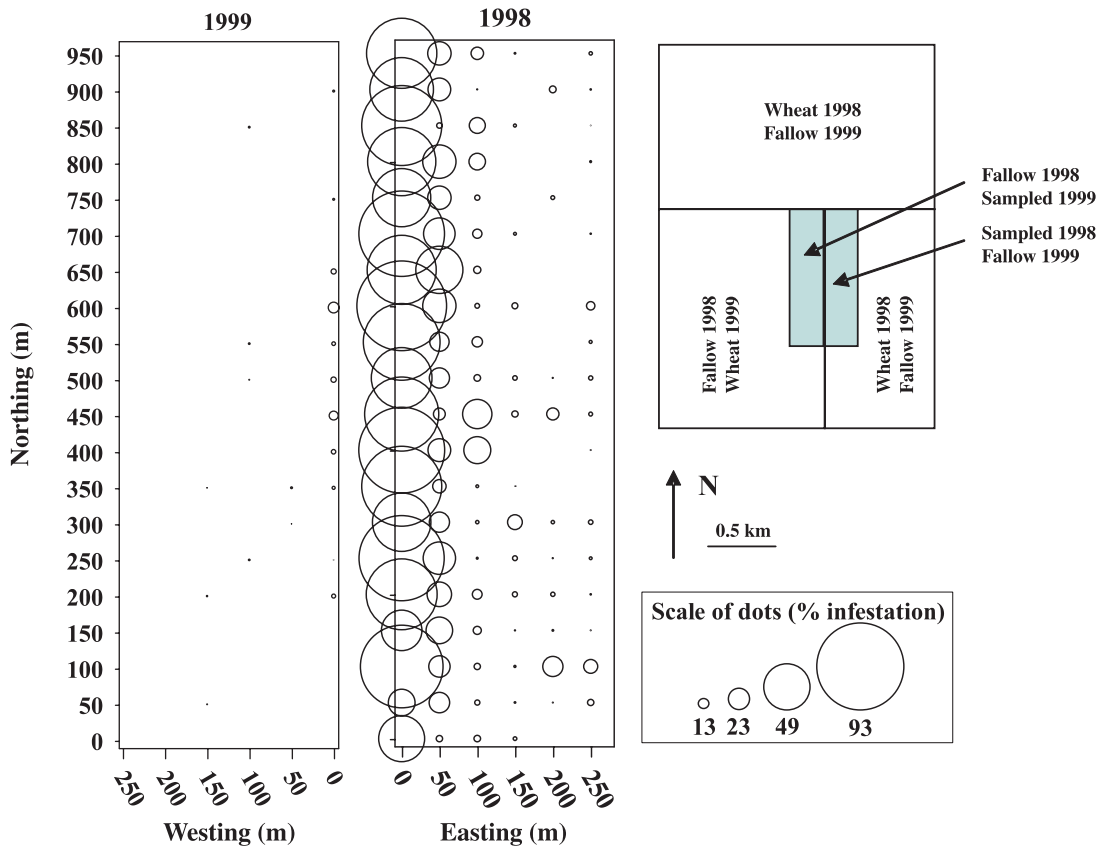 1999
1998
950
900
850
800
750
700
650
600
550
500
450
400
350
300
250
200
150
100
50
0
Northing (m)
250
200
150
100
50
0
Westing (m)
0
50
100
150
200
250
Easting (m)
Wheat 1998
Fallow 1999
Fallow 1998
Sampled 1999
Sampled 1998
Fallow 1999
Fallow 1998
Wheat 1999
Wheat 1998
Fallow 1999
N
0.5 km
Scale of dots (% infestation)
13 23 49 93